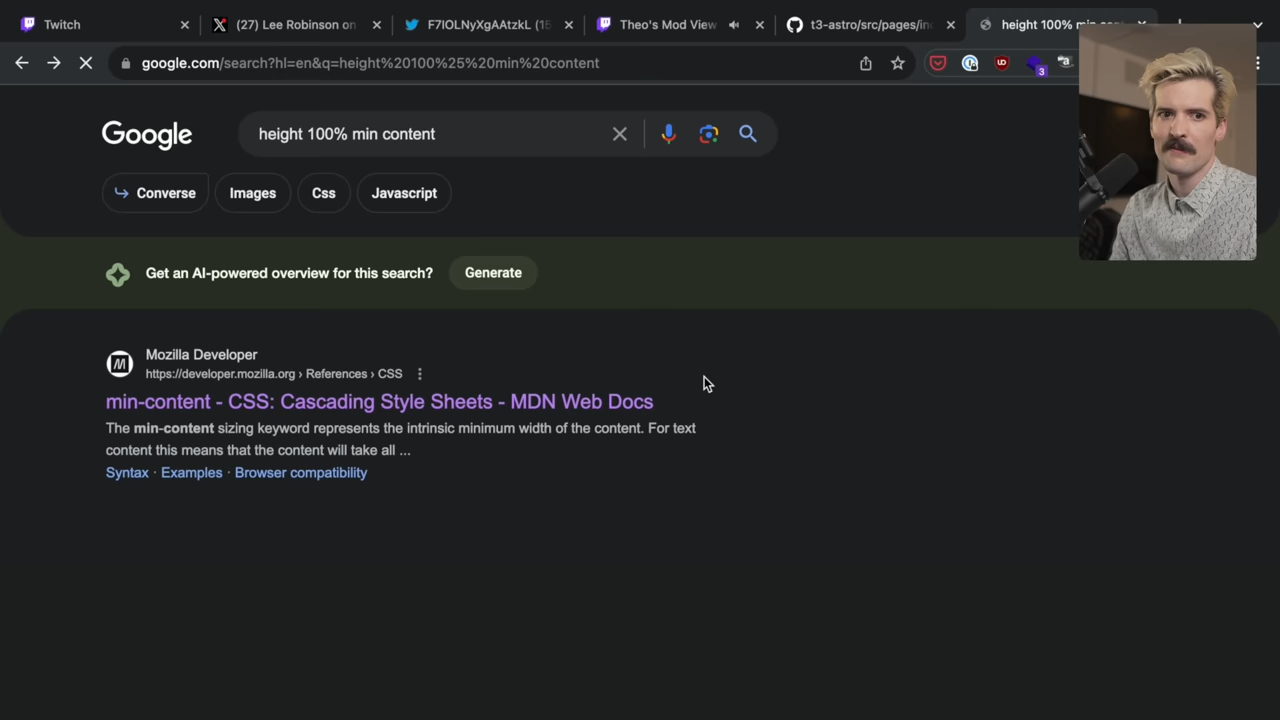 Twitch
(27) Lee Robinson on
F7IOLNyXgAAtzkL (15
Theo's Mod View
t3-astro/src/pages/in
height 100% min con
google.com/search?hl=en&q=height%20100%25%20min%20content
3
Google
height 100% min content
Converse
Images
Css
Javascript
Get an AI-powered overview for this search?
Generate
Mozilla Developer
https://developer.mozilla.org › References › CSS
min-content - CSS: Cascading Style Sheets - MDN Web Docs
The min-content sizing keyword represents the intrinsic minimum width of the content. For text
content this means that the content will take all ...
Syntax · Examples · Browser compatibility